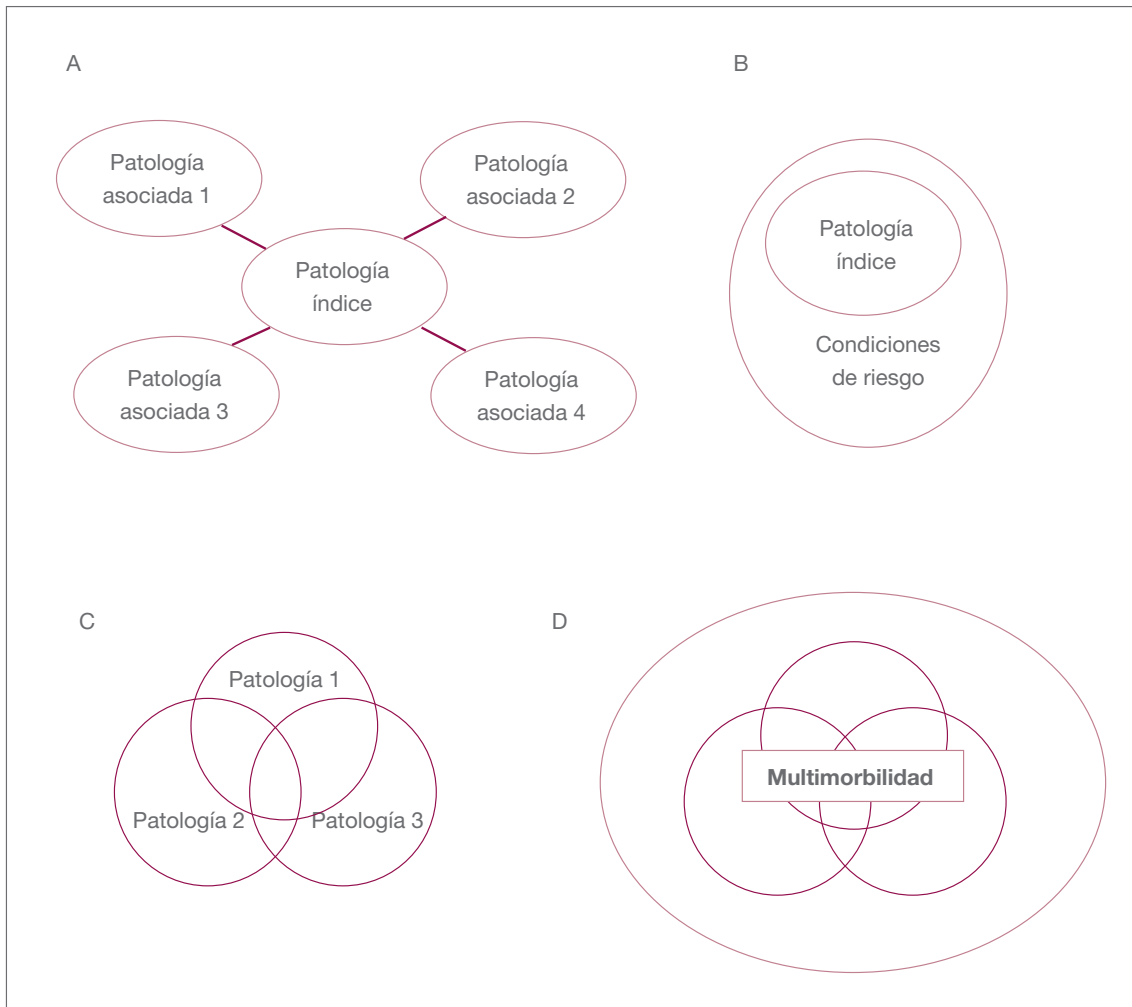 A
Patología
asociada 1
Patología
asociada 2
Patología
índice
Patología
asociada 3
Patología
asociada 4
B
Patología
índice
Condiciones
de riesgo
C
Patología 1
Patología 2
Patología 3
D
Multimorbilidad